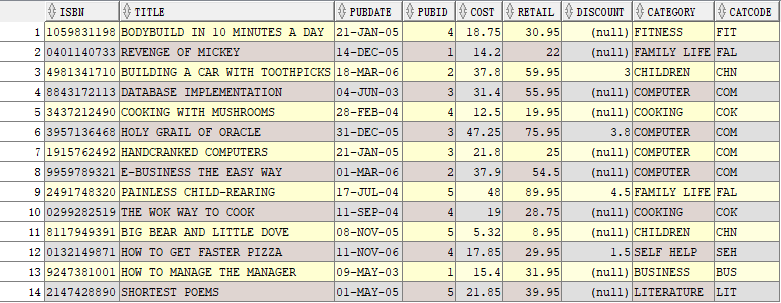 ISBN TITLE PUBDATE PUBID COST RETAIL DISCOUNT CATEGORY CATCODE
1 1059831198 BODYBUILD IN 10 MINUTES A DAY 21-JAN-05 4 18.75 30.95 (null) FITNESS FIT
2 0401140733 REVENGE OF MICKEY 14-DEC-05 1 14.2 22 (null) FAMILY LIFE FAL
3 4981341710 BUILDING A CAR WITH TOOTHPICKS 18-MAR-06 2 37.8 59.95 3 CHILDREN CHN
4 8843172113 DATABASE IMPLEMENTATION 04-JUN-03 3 31.4 55.95 (null) COMPUTER COM
5 3437212490 COOKING WITH MUSHROOMS 28-FEB-04 4 12.5 19.95 (null) COOKING COK
6 3957136468 HOLY GRAIL OF ORACLE 31-DEC-05 3 47.25 75.95 3.8 COMPUTER COM
7 1915762492 HANDCRANKED COMPUTERS 21-JAN-05 3 21.8 25 (null) COMPUTER COM
8 9959789321 E-BUSINESS THE EASY WAY 01-MAR-06 2 37.9 54.5 (null) COMPUTER COM
9 2491748320 PAINLESS CHILD-REARING 17-JUL-04 5 48 89.95 4.5 FAMILY LIFE FAL
10 0299282519 THE WOK WAY TO COOK 11-SEP-04 4 19 28.75 (null) COOKING COK
11 8117949391 BIG BEAR AND LITTLE DOVE 08-NOV-05 5 5.32 8.95 (null) CHILDREN CHN
12 0132149871 HOW TO GET FASTER PIZZA 11-NOV-06 4 17.85 29.95 1.5 SELF HELP SEH
13 9247381001 HOW TO MANAGE THE MANAGER 09-MAY-03 1 15.4 31.95 (null) BUSINESS BUS
14 2147428890 SHORTEST POEMS 01-MAY-05 5 21.85 39.95 (null) LITERATURE LIT